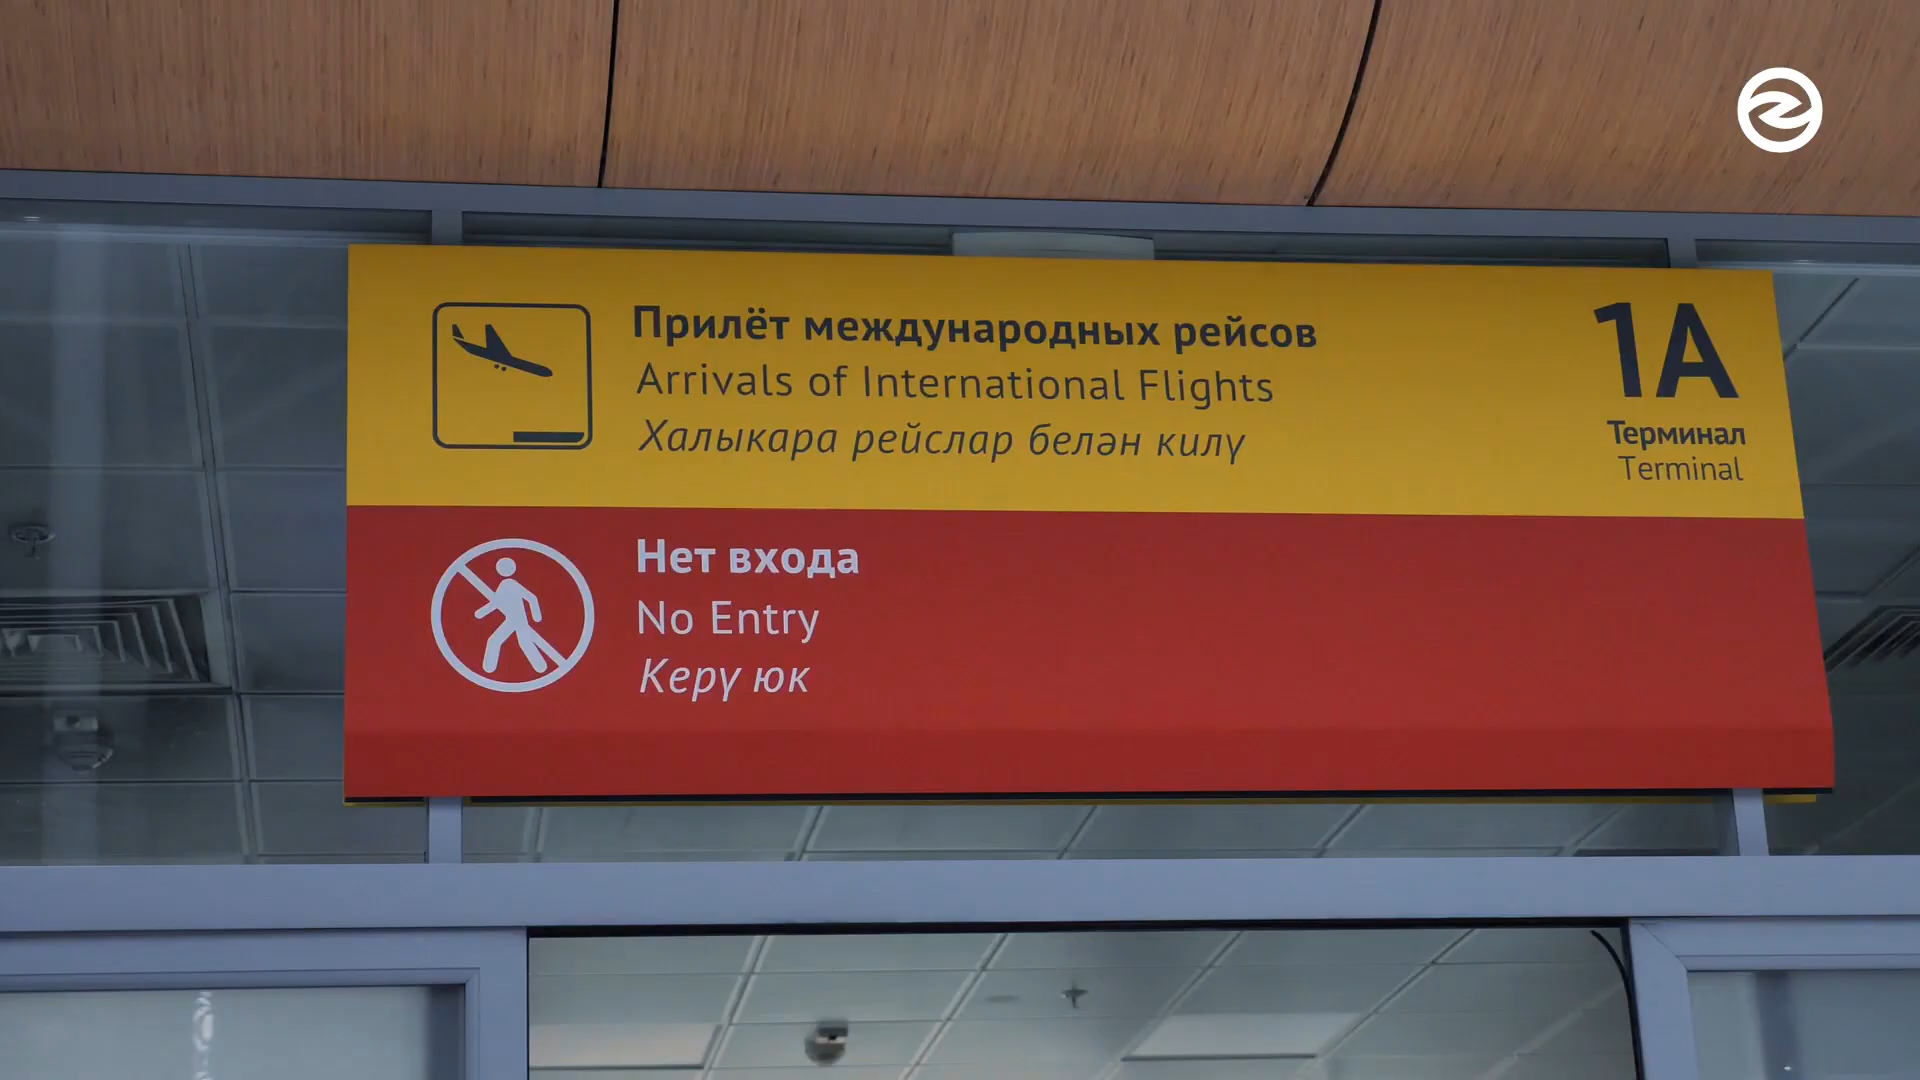 Прилёт международных рейсов
Arrivals of International Flights
Халыкара рейслар белән килү
1A
Терминал
Terminal
Нет входа
No Entry
Керү юк